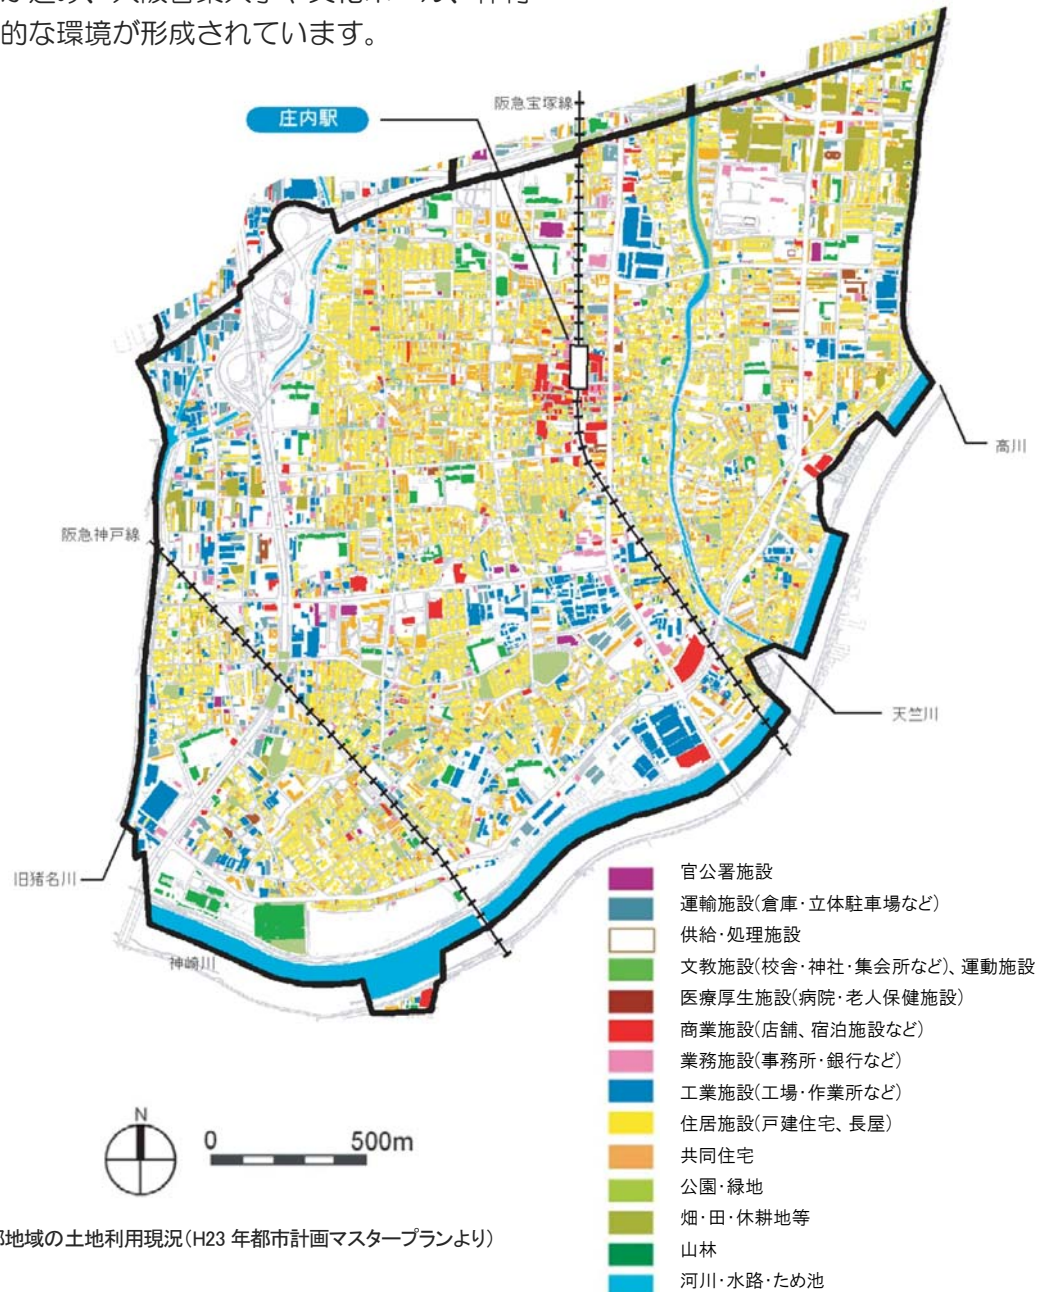 的な環境が形成されています。
阪急宝塚線
庄内駅
高川
阪急神戸線
天竺川
旧猪名川
神崎川
官公署施設
運輸施設(倉庫・立体駐車場など)
供給・処理施設
文教施設(校舎・神社・集会所など)、運動施設
医療厚生施設(病院・老人保健施設)
商業施設(店舗、宿泊施設など)
業務施設(事務所・銀行など)
工業施設(工場・作業所など)
住居施設(戸建住宅、長屋)
共同住宅
公園・緑地
畑・田・休耕地等
山林
河川・水路・ため池
N
0 500m
地域の土地利用現況(H23 年都市計画マスタープランより)